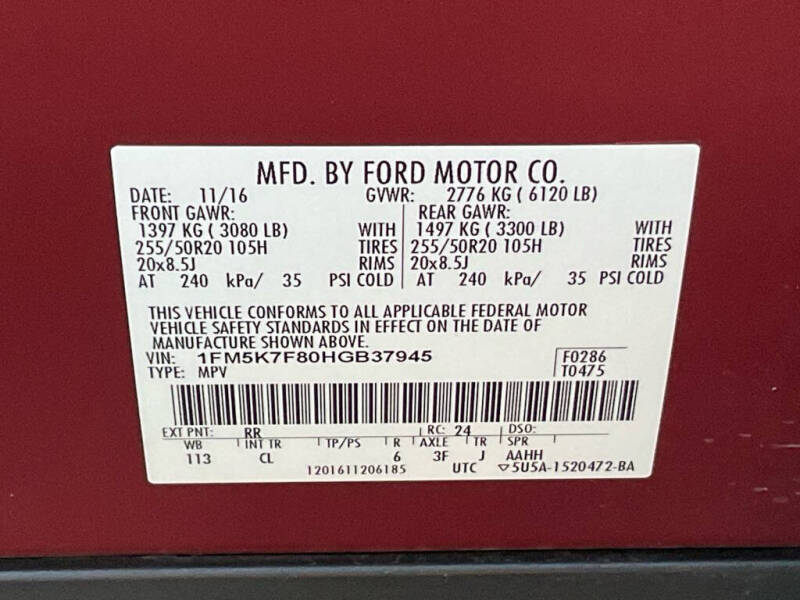 MFD. BY FORD MOTOR CO.
DATE: 11/16 GVWR: 2776 KG ( 6120 LB)
FRONT GAWR: REAR GAWR:
1397 KG ( 3080 LB) WITH 1497 KG ( 3300 LB) WITH
255/50R20 105H TIRES 255/50R20 105H TIRES
20x8.5J RIMS 20x8.5J RIMS
AT 240 kPa/ 35 PSI COLD AT 240 kPa/ 35 PSI COLD
THIS VEHICLE CONFORMS TO ALL APPLICABLE FEDERAL MOTOR
VEHICLE SAFETY STANDARDS IN EFFECT ON THE DATE OF
MANUFACTURE SHOWN ABOVE.
VIN: 1FM5K7F80HGB37945 F0286
TYPE: MPV T0475
EXT PNT: RR RC: 24 DSO:
WB INT TR TP/PS R AXLE TR SPR
113 CL 6 3F J AAHH
1201611206185 UTC ▽5U5A-1520472-BA